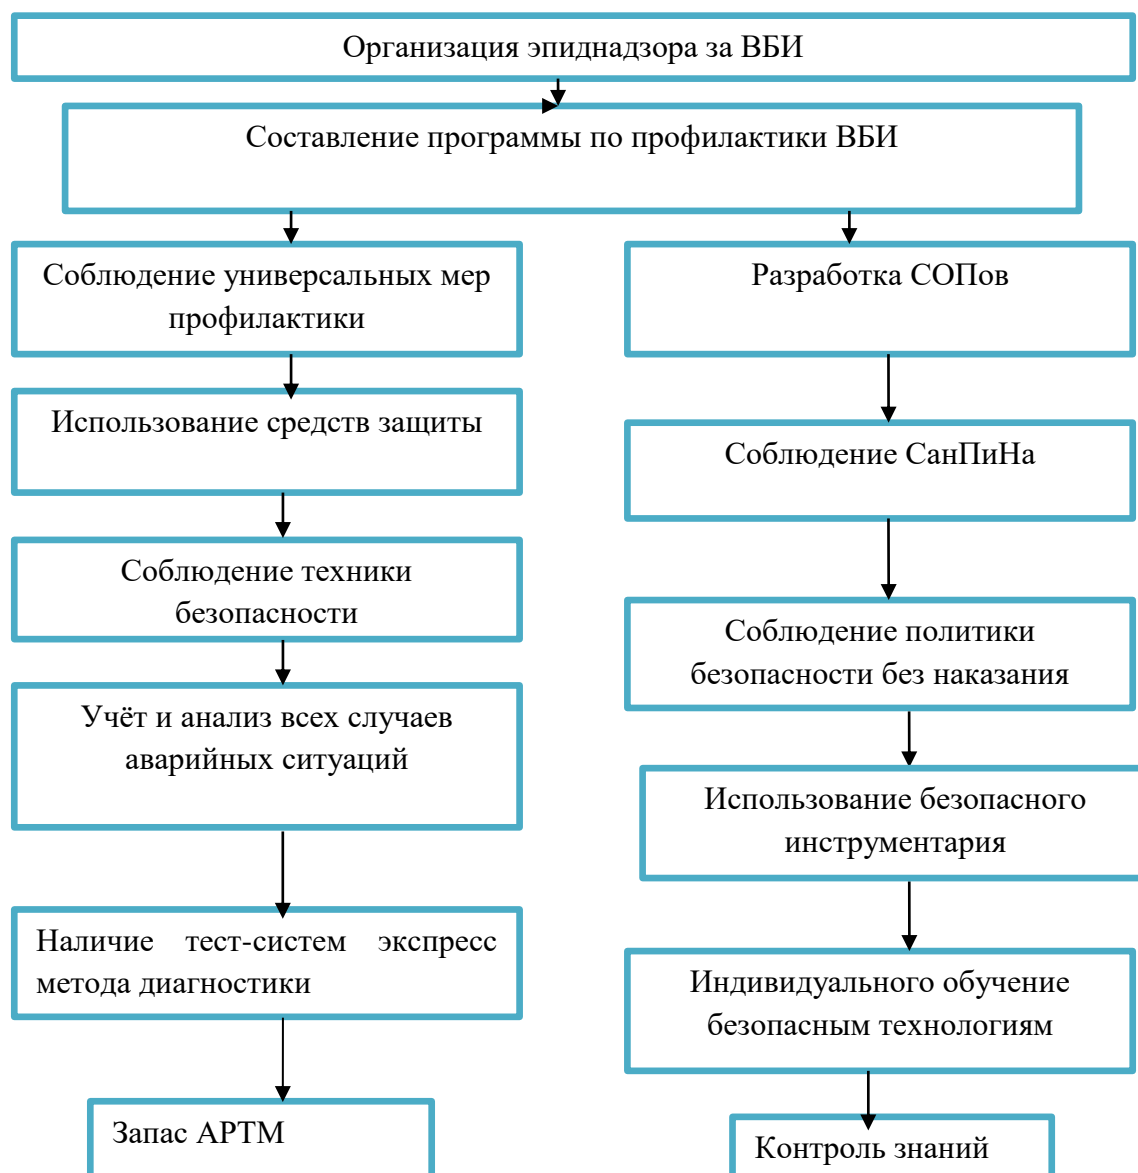 Организация эпиднадзора за ВБИ
Составление программы по профилактики ВБИ
Соблюдение универсальных мер
профилактики
Использование средств защиты
Соблюдение техники
безопасности
Учёт и анализ всех случаев
аварийных ситуаций
Наличие тест-систем экспресс
метода диагностики
Запас АРТМ
Разработка СОПов
Соблюдение СанПиНа
Соблюдение политики
безопасности без наказания
Использование безопасного
инструментария
Индивидуального обучение
безопасным технологиям
Контроль знаний